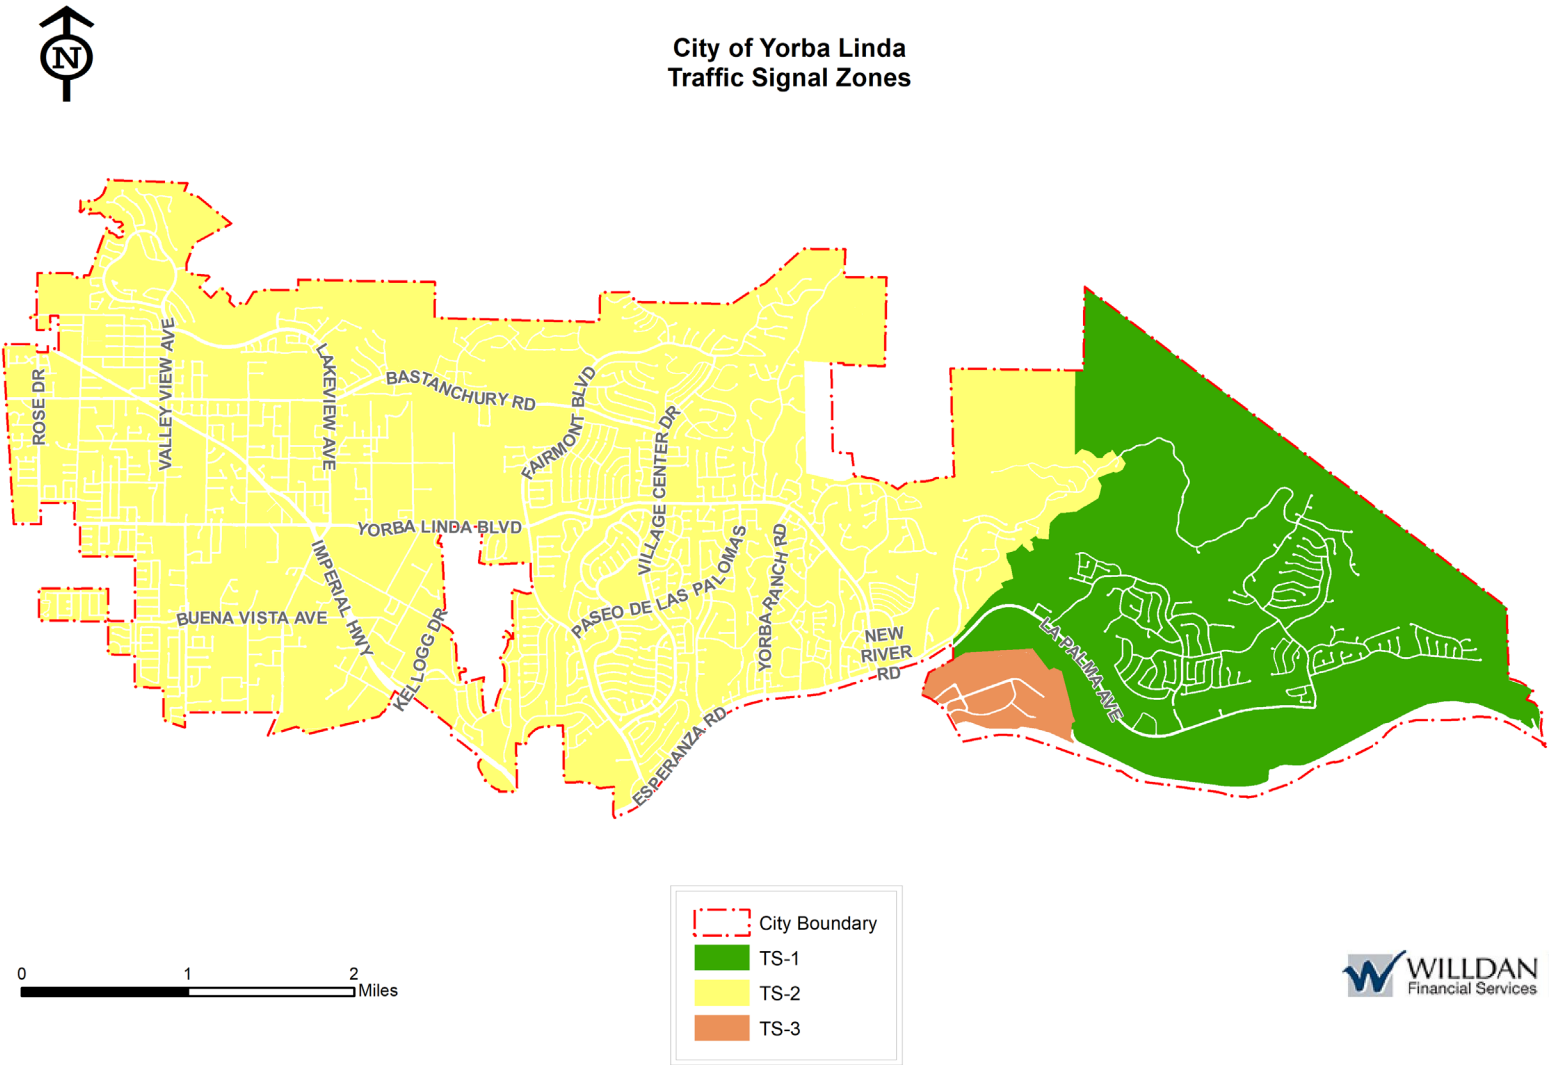 N
City of Yorba Linda
Traffic Signal Zones
ROSE DR
VALLEY VIEW AVE
LAKEVIEW AVE
BASTANCHURY RD
FAIRMONT BLVD
VILLAGE CENTER DR
YORBA LINDA BLVD
IMPERIAL HWY
BUENA VISTA AVE
KELLOGG DR
PASEO DE LAS PALOMAS
YORBA RANCH RD
NEW
RIVER
RD
ESPERANZA RD
LA PALMA AVE
0 1 2
Miles
City Boundary
TS-1
TS-2
TS-3
WILLDAN
Financial Services